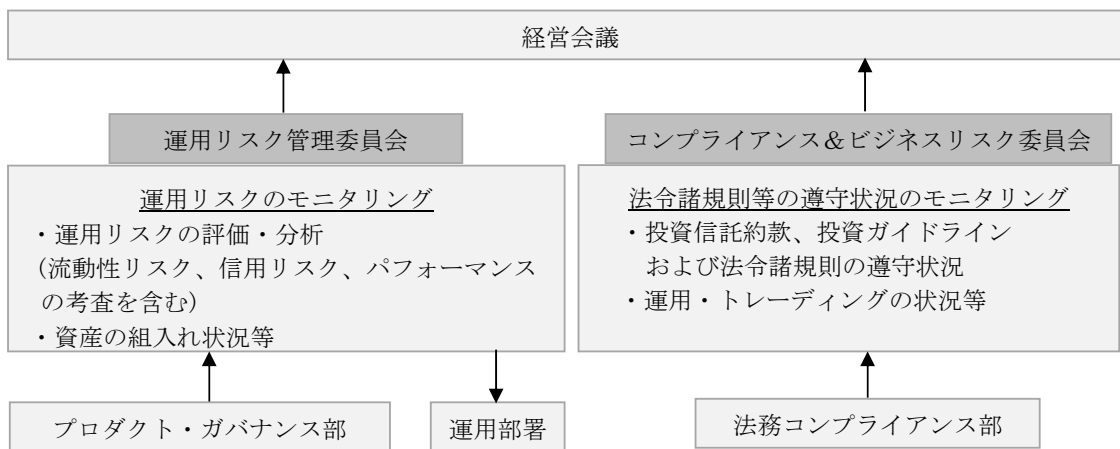 経営会議
運用リスク管理委員会
運用リスクのモニタリング
・運用リスクの評価・分析
(流動性リスク、信用リスク、パフォーマンス
の考査を含む)
・資産の組入れ状況等
プロダクト・ガバナンス部
運用部署
コンプライアンス&ビジネスリスク委員会
法令諸規則等の遵守状況のモニタリング
・投資信託約款、投資ガイドライン
および法令諸規則の遵守状況
・運用・トレーディングの状況等
法務コンプライアンス部